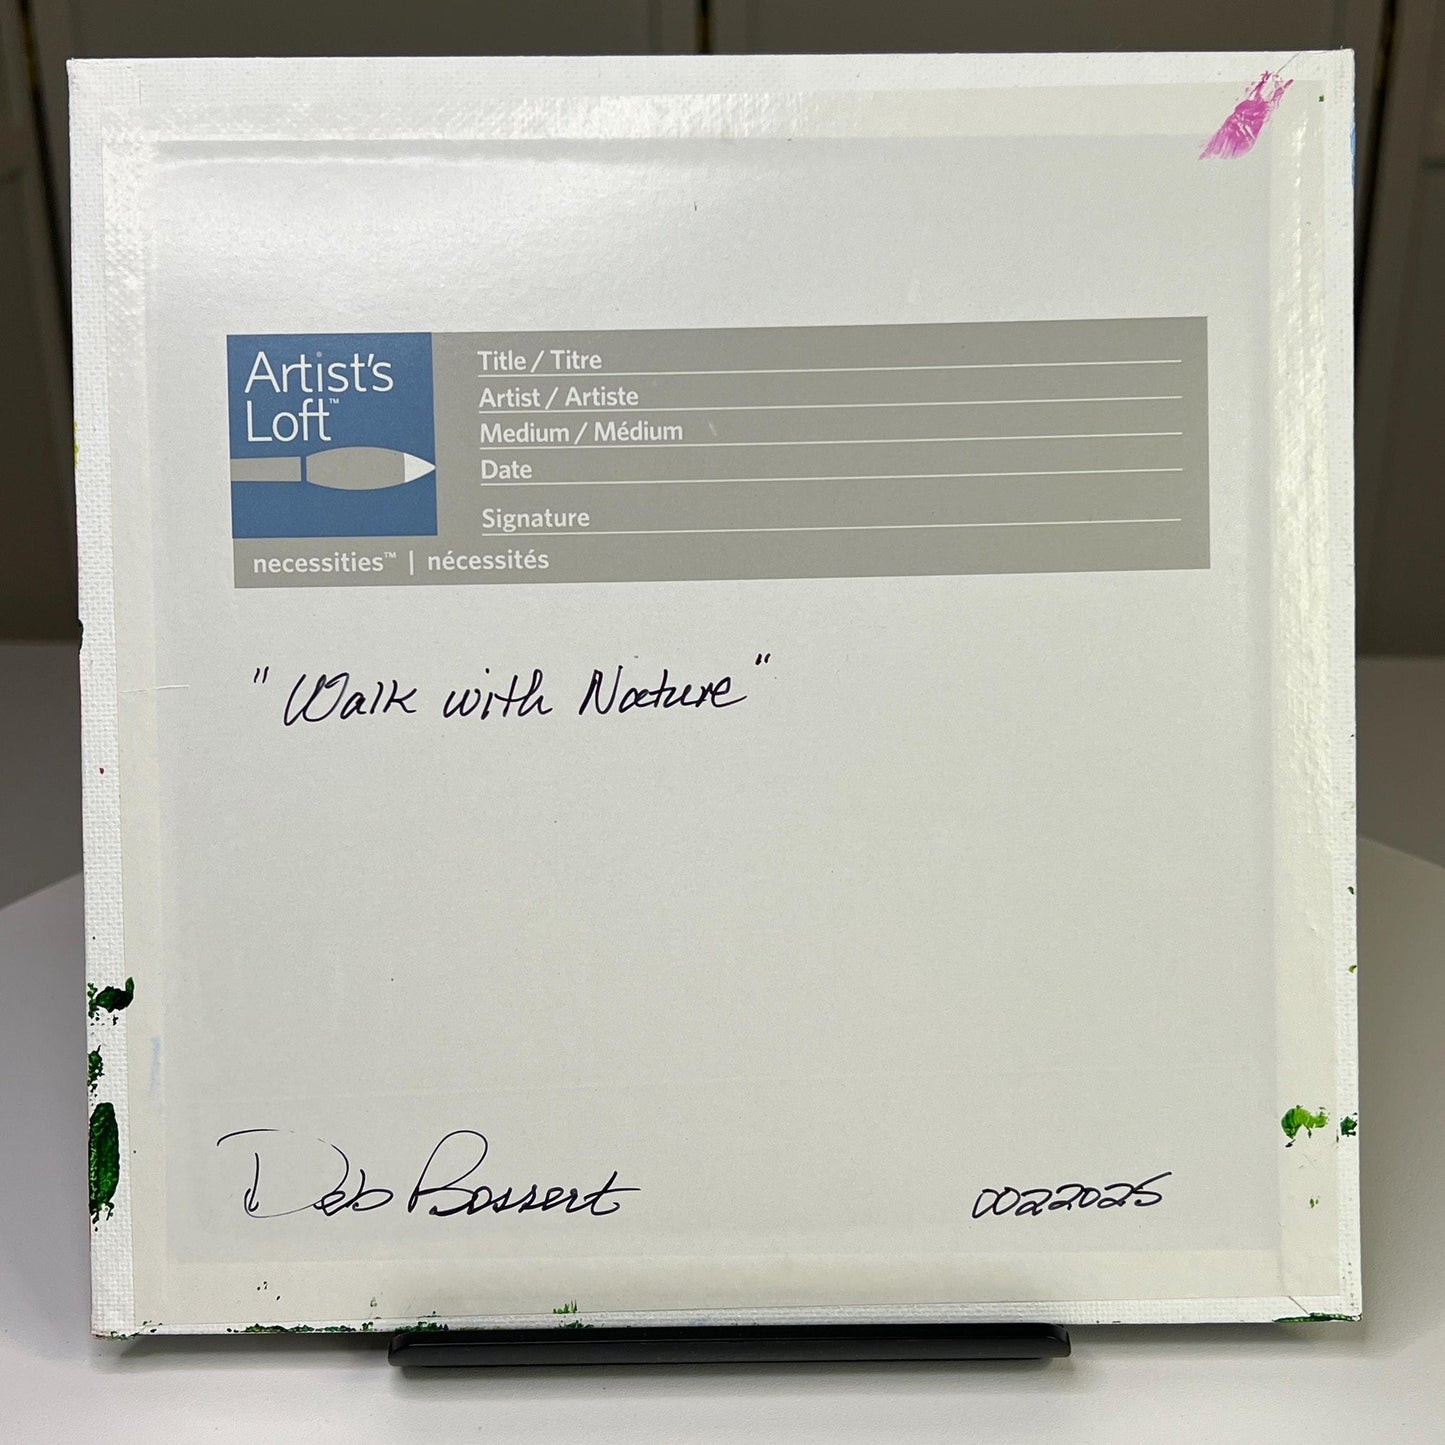 Artist's
Loft™
Title / Titre
Artist / Artiste
Medium / Médium
Date
Signature
necessities™ | nécessités
"Walk with Nature"
Deb Bossert
0022025